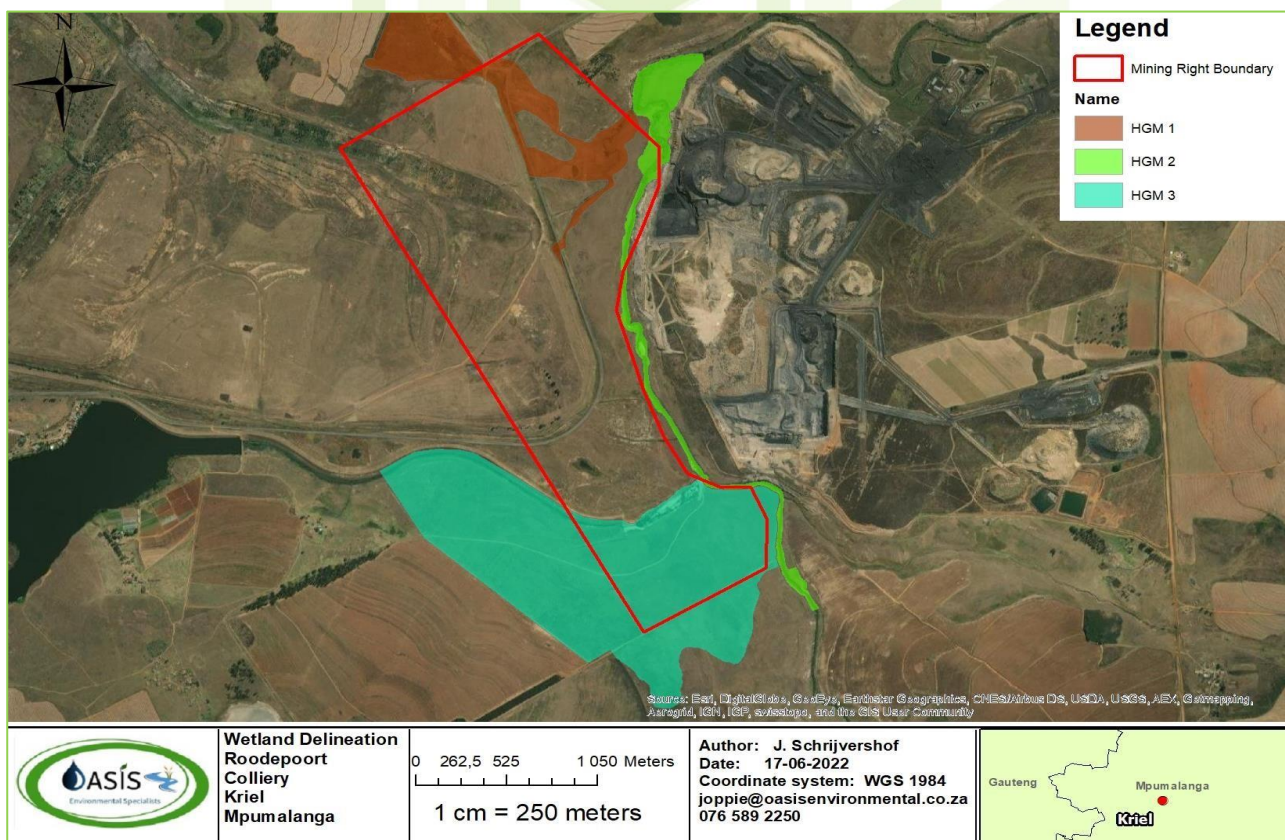 N
Legend
Mining Right Boundary
Name
HGM 1
HGM 2
HGM 3
Source: Esri, DigitalGlobe, GeoEye, Earthstar Geographics, CNES/Airbus DS, USDA, USGS, AEX, Getmapping,
Aerogrid, IGN, IGP, swisstopo, and the GIS User Community
OASIS
Environmental Specialists
Wetland Delineation
Roodepoort
Colliery
Kriel
Mpumalanga
0 262,5 525 1 050 Meters
1 cm = 250 meters
Author: J. Schrijvershof
Date: 17-06-2022
Coordinate system: WGS 1984
joppie@oasisenvironmental.co.za
076 589 2250
Gauteng
Mpumalanga
Kriel